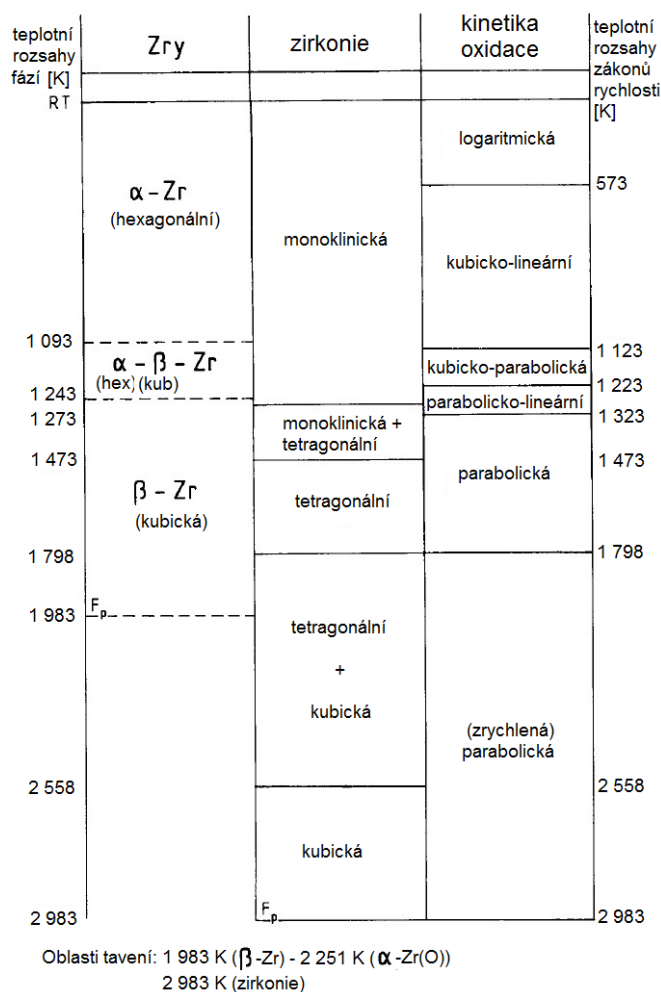 teplotní
rozsahy
fází [K]
Zry
zirkonie
kinetika
oxidace
teplotní
rozsahy
zákonů
rychlosti
[K]
RT
logaritmická
573
α - Zr
(hexagonální)
monoklinická
kubicko-lineární
1 093
1 123
α - β - Zr
(hex) (kub)
kubicko-parabolická
1 223
1 243
parabolicko-lineární
1 273
monoklinická +
tetragonální
1 323
1 473
1 473
β - Zr
(kubická)
tetragonální
parabolická
1 798
1 798
Fp
1 983
tetragonální
+
kubická
(zrychlená)
parabolická
2 558
2 558
kubická
Fp
2 983
2 983
Oblasti tavení: 1 983 K (β-Zr) - 2 251 K (α-Zr(O))
2 983 K (zirkonie)